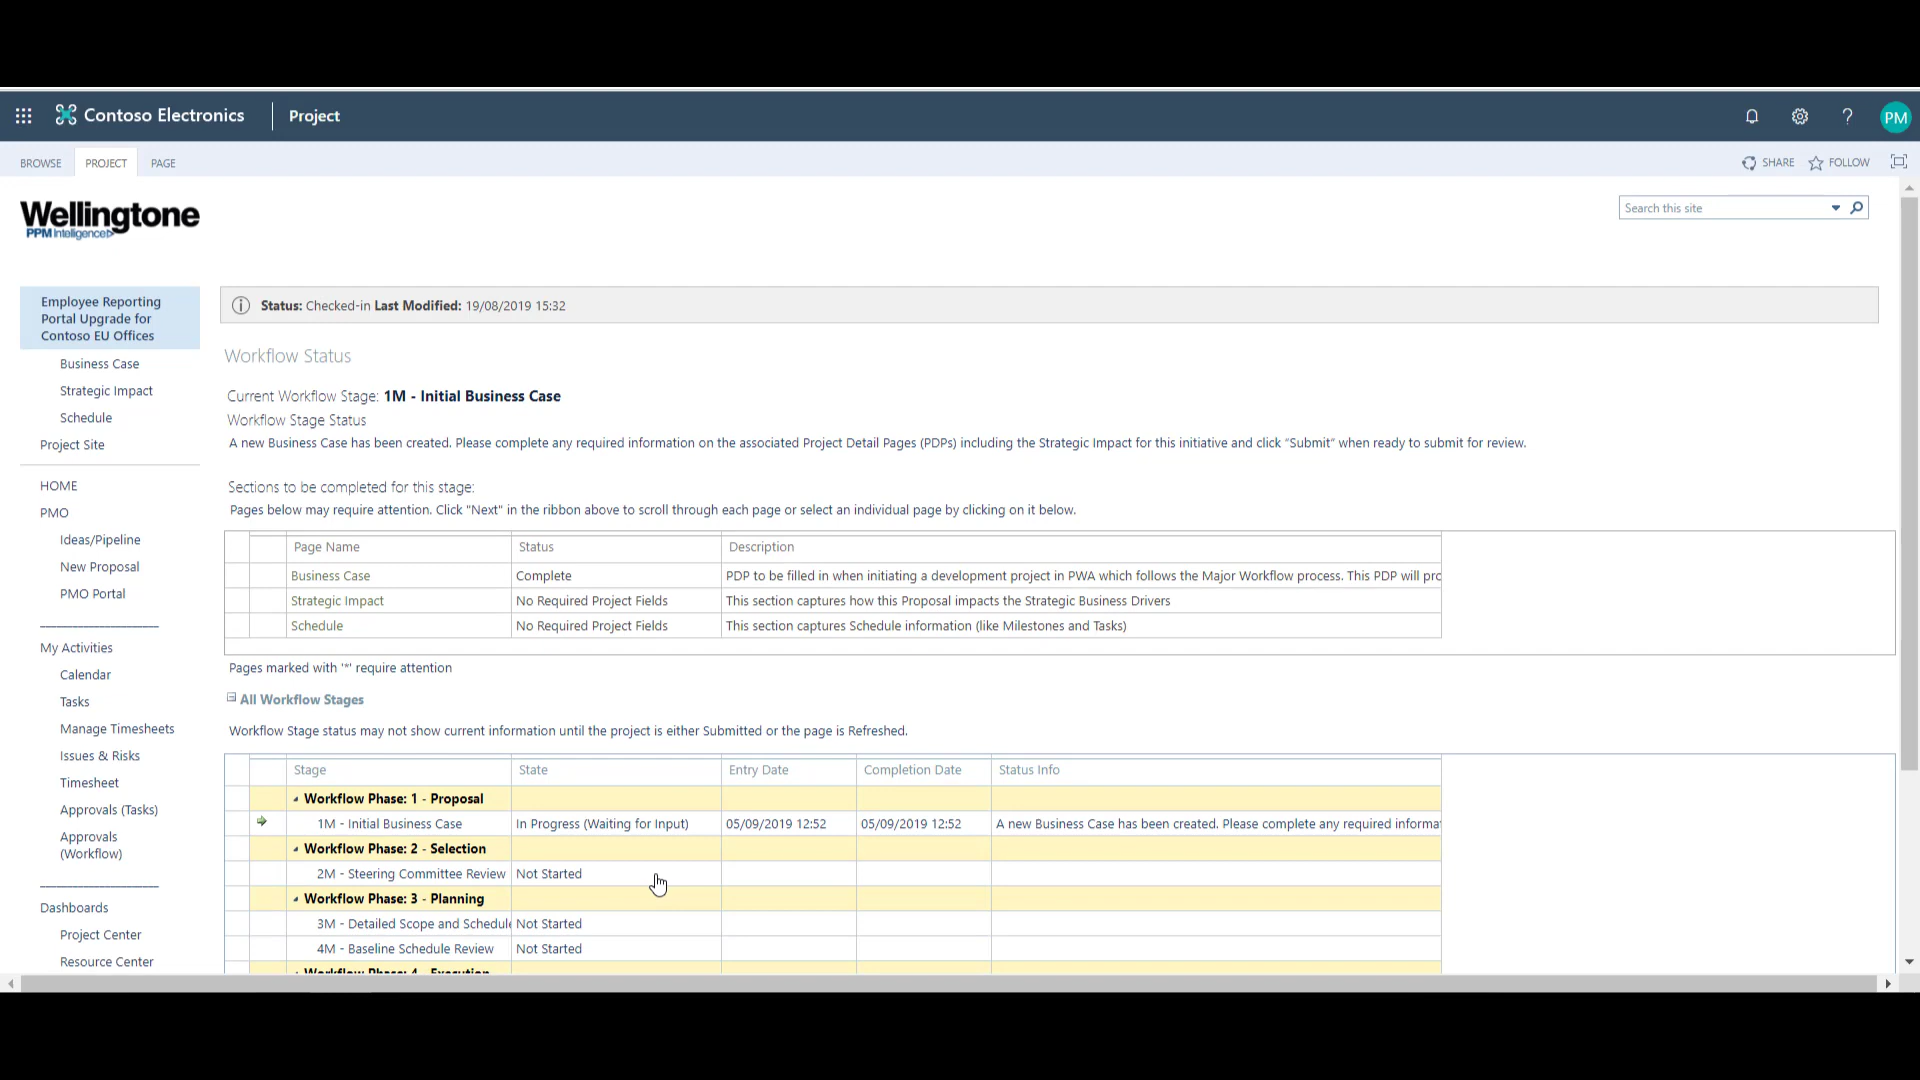 Contoso Electronics
Project
PM
BROWSE
PROJECT
PAGE
SHARE
FOLLOW
Wellingtone
PPM Intelligence
Search this site
Employee Reporting
Portal Upgrade for
Contoso EU Offices
Business Case
Strategic Impact
Schedule
Project Site
HOME
PMO
Ideas/Pipeline
New Proposal
PMO Portal
My Activities
Calendar
Tasks
Manage Timesheets
Issues & Risks
Timesheet
Approvals (Tasks)
Approvals
(Workflow)
Dashboards
Project Center
Resource Center
Status: Checked-in Last Modified: 19/08/2019 15:32
Workflow Status
Current Workflow Stage: 1M - Initial Business Case
Workflow Stage Status
A new Business Case has been created. Please complete any required information on the associated Project Detail Pages (PDPs) including the Strategic Impact for this initiative and click “Submit” when ready to submit for review.
Sections to be completed for this stage:
Pages below may require attention. Click "Next" in the ribbon above to scroll through each page or select an individual page by clicking on it below.
Page Name Status Description
Business Case Complete PDP to be filled in when initiating a development project in PWA which follows the Major Workflow process. This PDP will pro
Strategic Impact No Required Project Fields This section captures how this Proposal impacts the Strategic Business Drivers
Schedule No Required Project Fields This section captures Schedule information (like Milestones and Tasks)
Pages marked with '*' require attention
All Workflow Stages
Workflow Stage status may not show current information until the project is either Submitted or the page is Refreshed.
Stage State Entry Date Completion Date Status Info
Workflow Phase: 1 - Proposal
1M - Initial Business Case In Progress (Waiting for Input) 05/09/2019 12:52 05/09/2019 12:52 A new Business Case has been created. Please complete any required informat
Workflow Phase: 2 - Selection
2M - Steering Committee Review Not Started
Workflow Phase: 3 - Planning
3M - Detailed Scope and Schedule Not Started
4M - Baseline Schedule Review Not Started
Workflow Phase: 4 - Execution